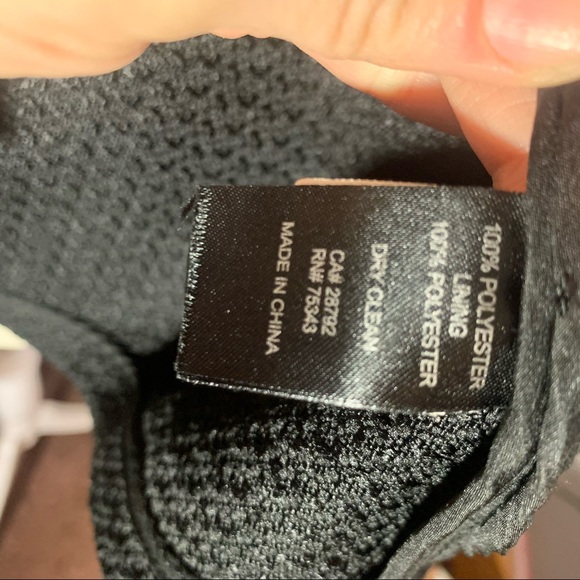 100% POLYESTER
LINING
100% POLYESTER
DRY CLEAN
CA# 28792
RN# 75343
MADE IN CHINA